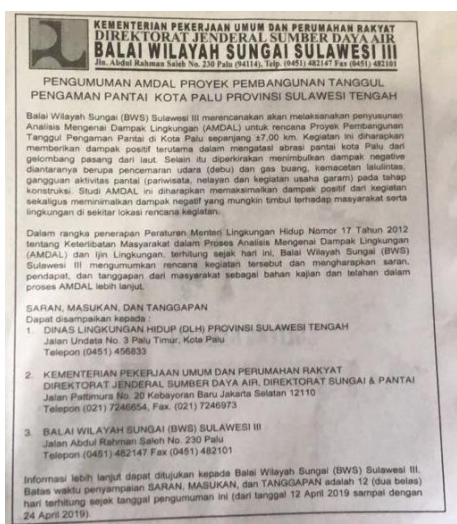 KEMENTERIAN PEKERJAAN UMUM DAN PERUMAHAN RAKYAT
DIREKTORAT JENDERAL SUMBER DAYA AIR
BALAI WILAYAH SUNGAI SULAWESI III
Jln. Abdul Rahman Saleh No. 230 Palu (94114), Telp. (0451) 482147 Fax (0451) 482101
PENGUMUMAN AMDAL PROYEK PEMBANGUNAN TANGGUL
PENGAMAN PANTAI KOTA PALU PROVINSI SULAWESI TENGAH
Balai Wilayah Sungai (BWS) Sulawesi III merencanakan akan melaksanakan penyusunan
Analisis Mengenai Dampak Lingkungan (AMDAL) untuk rencana Proyek Pembangunan
Tanggul Pengaman Pantai di Kota Palu sepanjang ±7,00 km. Kegiatan ini diharapkan
memberikan dampak positif terutama dalam mengatasi abrasi pantai kota Palu dari
gelombang pasang dari laut. Selain itu diperkirakan menimbulkan dampak negative
diantaranya berupa pencemaran udara (debu) dan gas buang, kemacetan lalulintas,
gangguan aktivitas pantai (pariwisata, nelayan dan kegiatan usaha garam) pada tahap
konstruksi. Studi AMDAL ini diharapkan memaksimalkan dampak positif dari kegiatan
sekaligus meminimalkan dampak negatif yang mungkin timbul terhadap masyarakat serta
lingkungan di sekitar lokasi rencana kegiatan.
Dalam rangka penerapan Peraturan Menteri Lingkungan Hidup Nomor 17 Tahun 2012
tentang Keterlibatan Masyarakat dalam Proses Analisis Mengenai Dampak Lingkungan
(AMDAL) dan Ijin Lingkungan, terhitung sejak hari ini, Balai Wilayah Sungai (BWS)
Sulawesi III mengumumkan rencana kegiatan tersebut dan mengharapkan saran,
pendapat, dan tanggapan dari masyarakat sebagai bahan kajian dan telahan dalam
proses AMDAL lebih lanjut.
SARAN, MASUKAN, DAN TANGGAPAN
Dapat disampaikan kepada :
1. DINAS LINGKUNGAN HIDUP (DLH) PROVINSI SULAWESI TENGAH
Jalan Undata No. 3 Palu Timur, Kota Palu
Telepon (0451) 456833
2. KEMENTERIAN PEKERJAAN UMUM DAN PERUMAHAN RAKYAT
DIREKTORAT JENDERAL SUMBER DAYA AIR, DIREKTORAT SUNGAI & PANTAI
Jalan Pattimura No. 20 Kebayoran Baru Jakarta Selatan 12110
Telepon (021) 7246654, Fax. (021) 7246973
3. BALAI WILAYAH SUNGAI (BWS) SULAWESI III
Jalan Abdul Rahman Saleh No. 230 Palu
Telepon (0451) 482147 Fax (0451) 482101
Informasi lebih lanjut dapat ditujukan kepada Balai Wilayah Sungai (BWS) Sulawesi III.
Batas waktu penyampaian SARAN, MASUKAN, dan TANGGAPAN adalah 12 (dua belas)
hari terhitung sejak tanggal pengumuman ini (dari tanggal 12 April 2019 sampai dengan
24 April 2019).